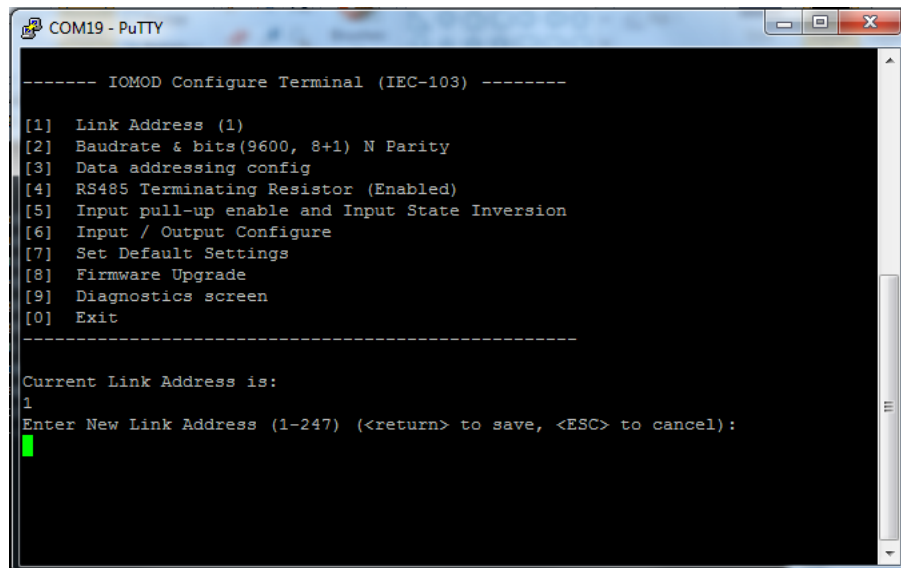 COM19 - PuTTY
------- IOMOD Configure Terminal (IEC-103) --------
[1] Link Address (1)
[2] Baudrate & bits(9600, 8+1) N Parity
[3] Data addressing config
[4] RS485 Terminating Resistor (Enabled)
[5] Input pull-up enable and Input State Inversion
[6] Input / Output Configure
[7] Set Default Settings
[8] Firmware Upgrade
[9] Diagnostics screen
[0] Exit
----------------------------------------------------
Current Link Address is:
1
Enter New Link Address (1-247) (<return> to save, <ESC> to cancel):